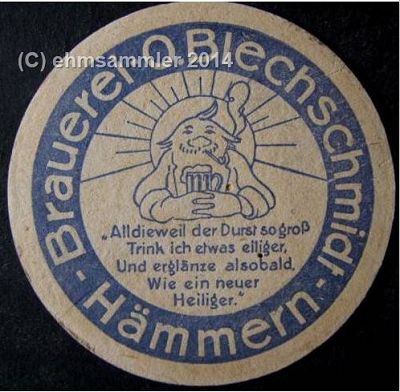 (C) ehmsammler 2014
Brauerei O. Blechschmidt
- Hämmern -
„Alldieweil der Durst so groß
Trink ich etwas eiliger,
Und erglänze alsobald,
Wie ein neuer
Heiliger."